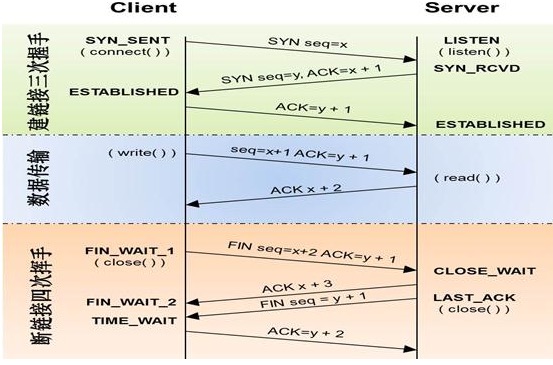 Client
Server
建链接三次握手
SYN_SENT
( connect( ) )
SYN seq=x
LISTEN
( listen( ) )
SYN_RCVD
SYN seq=y, ACK=x + 1
ESTABLISHED
ACK=y + 1
ESTABLISHED
数据传输
( write( ) )
seq=x+1 ACK=y + 1
( read( ) )
ACK x + 2
断链接四次挥手
FIN_WAIT_1
( close( ) )
FIN seq=x+2 ACK=y + 1
CLOSE_WAIT
ACK x + 3
FIN_WAIT_2
FIN seq = y + 1
LAST_ACK
( close( ) )
TIME_WAIT
ACK=y + 2